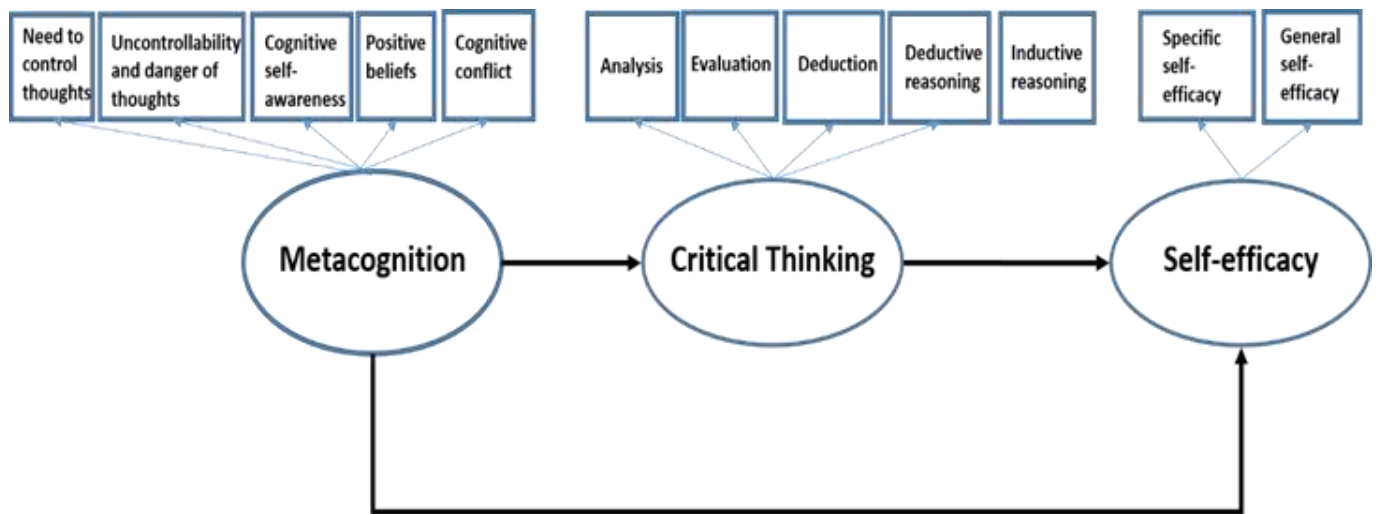 Need to
control
thoughts
Uncontrollability
and danger of
thoughts
Cognitive
self-
awareness
Positive
beliefs
Cognitive
conflict
Analysis
Evaluation
Deduction
Deductive
reasoning
Inductive
reasoning
Specific
self-
efficacy
General
self-
efficacy
Metacognition
Critical Thinking
Self-efficacy